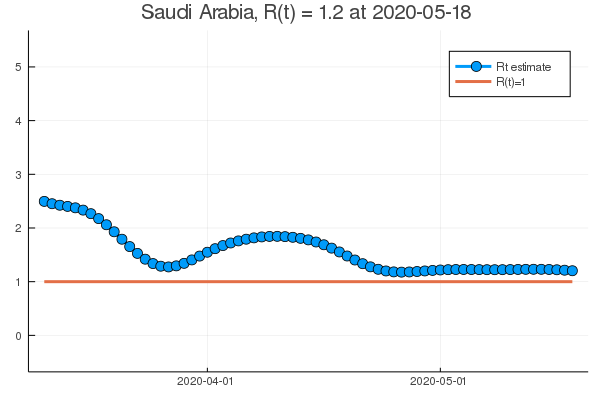 Saudi Arabia, R(t) = 1.2 at 2020-05-18
5
Rt estimate
R(t)=1
4
3
2
1
0
2020-04-01
2020-05-01